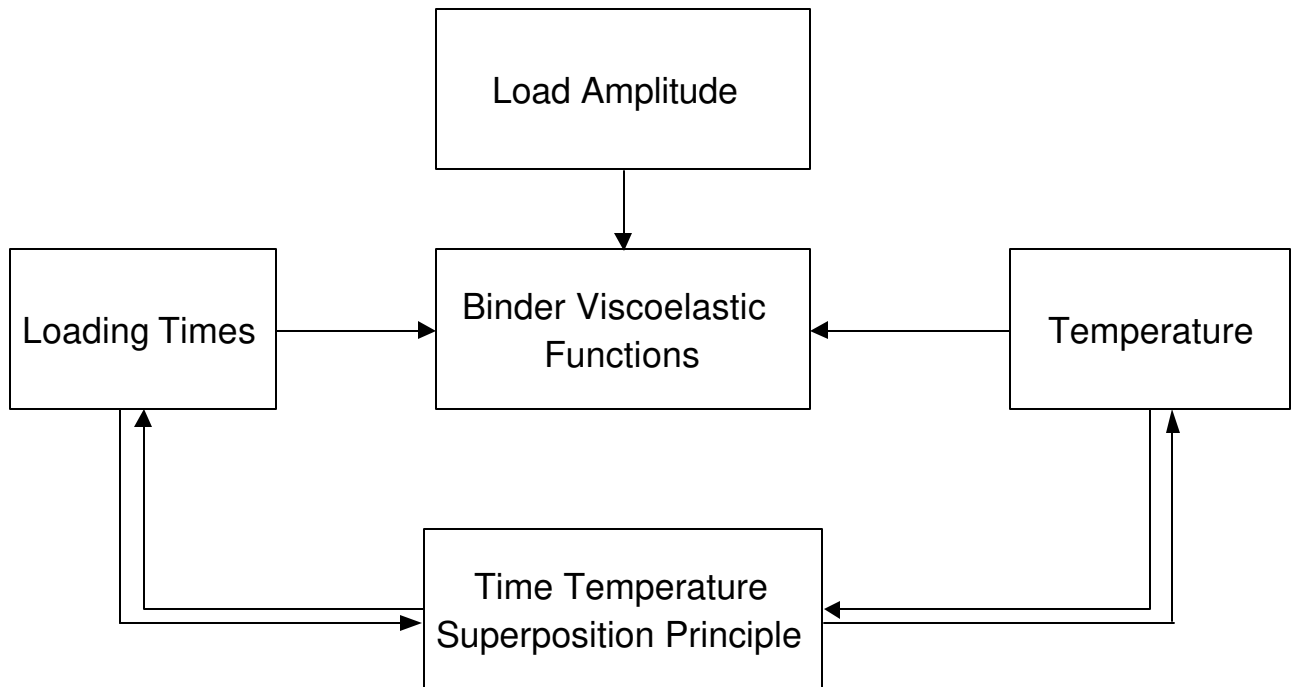 Load Amplitude
Loading Times
Binder Viscoelastic
Functions
Temperature
Time Temperature
Superposition Principle